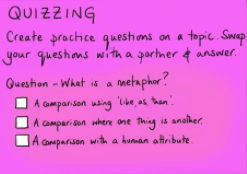 QUIZZING
Create practice questions on a topic. Swap
your questions with a partner & answer.
Question - What is a metaphor?
A comparison using 'like, as, than'.
A comparison where one thing is another.
A comparison with a human attribute.